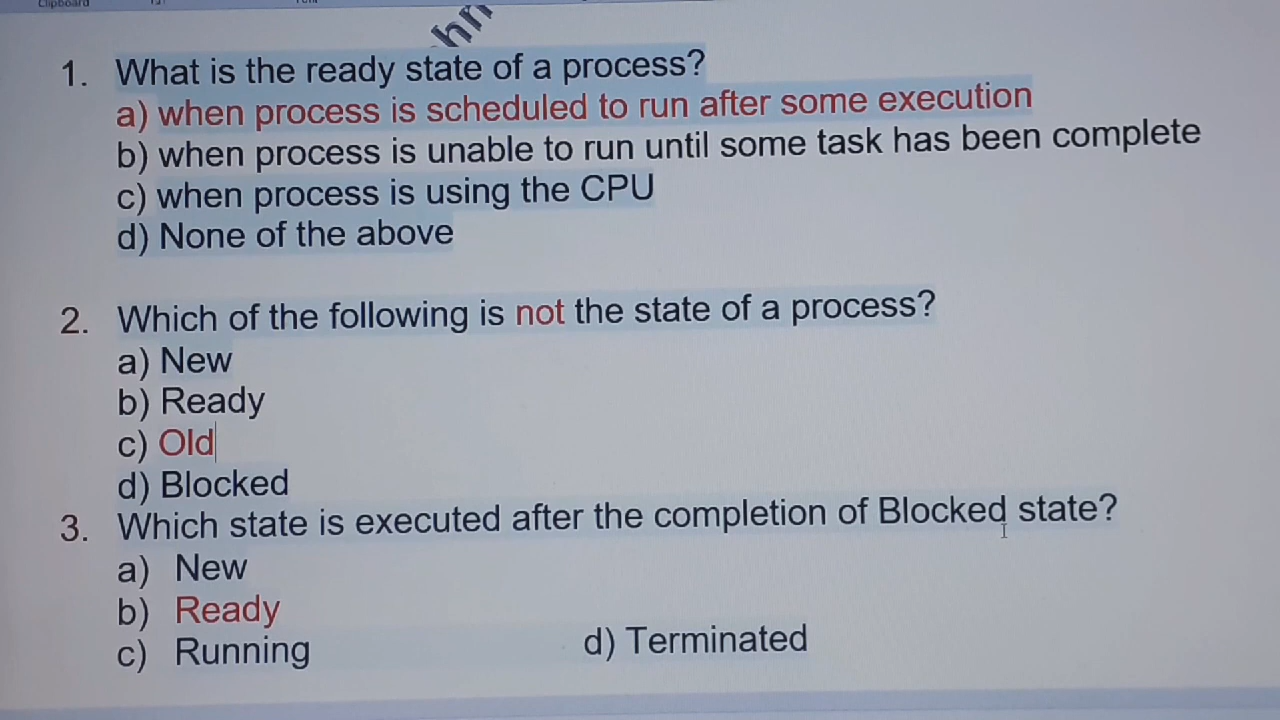 Clipboard
1. What is the ready state of a process?
a) when process is scheduled to run after some execution
b) when process is unable to run until some task has been complete
c) when process is using the CPU
d) None of the above
2. Which of the following is not the state of a process?
a) New
b) Ready
c) Old
d) Blocked
3. Which state is executed after the completion of Blocked state?
a) New
b) Ready
c) Running d) Terminated